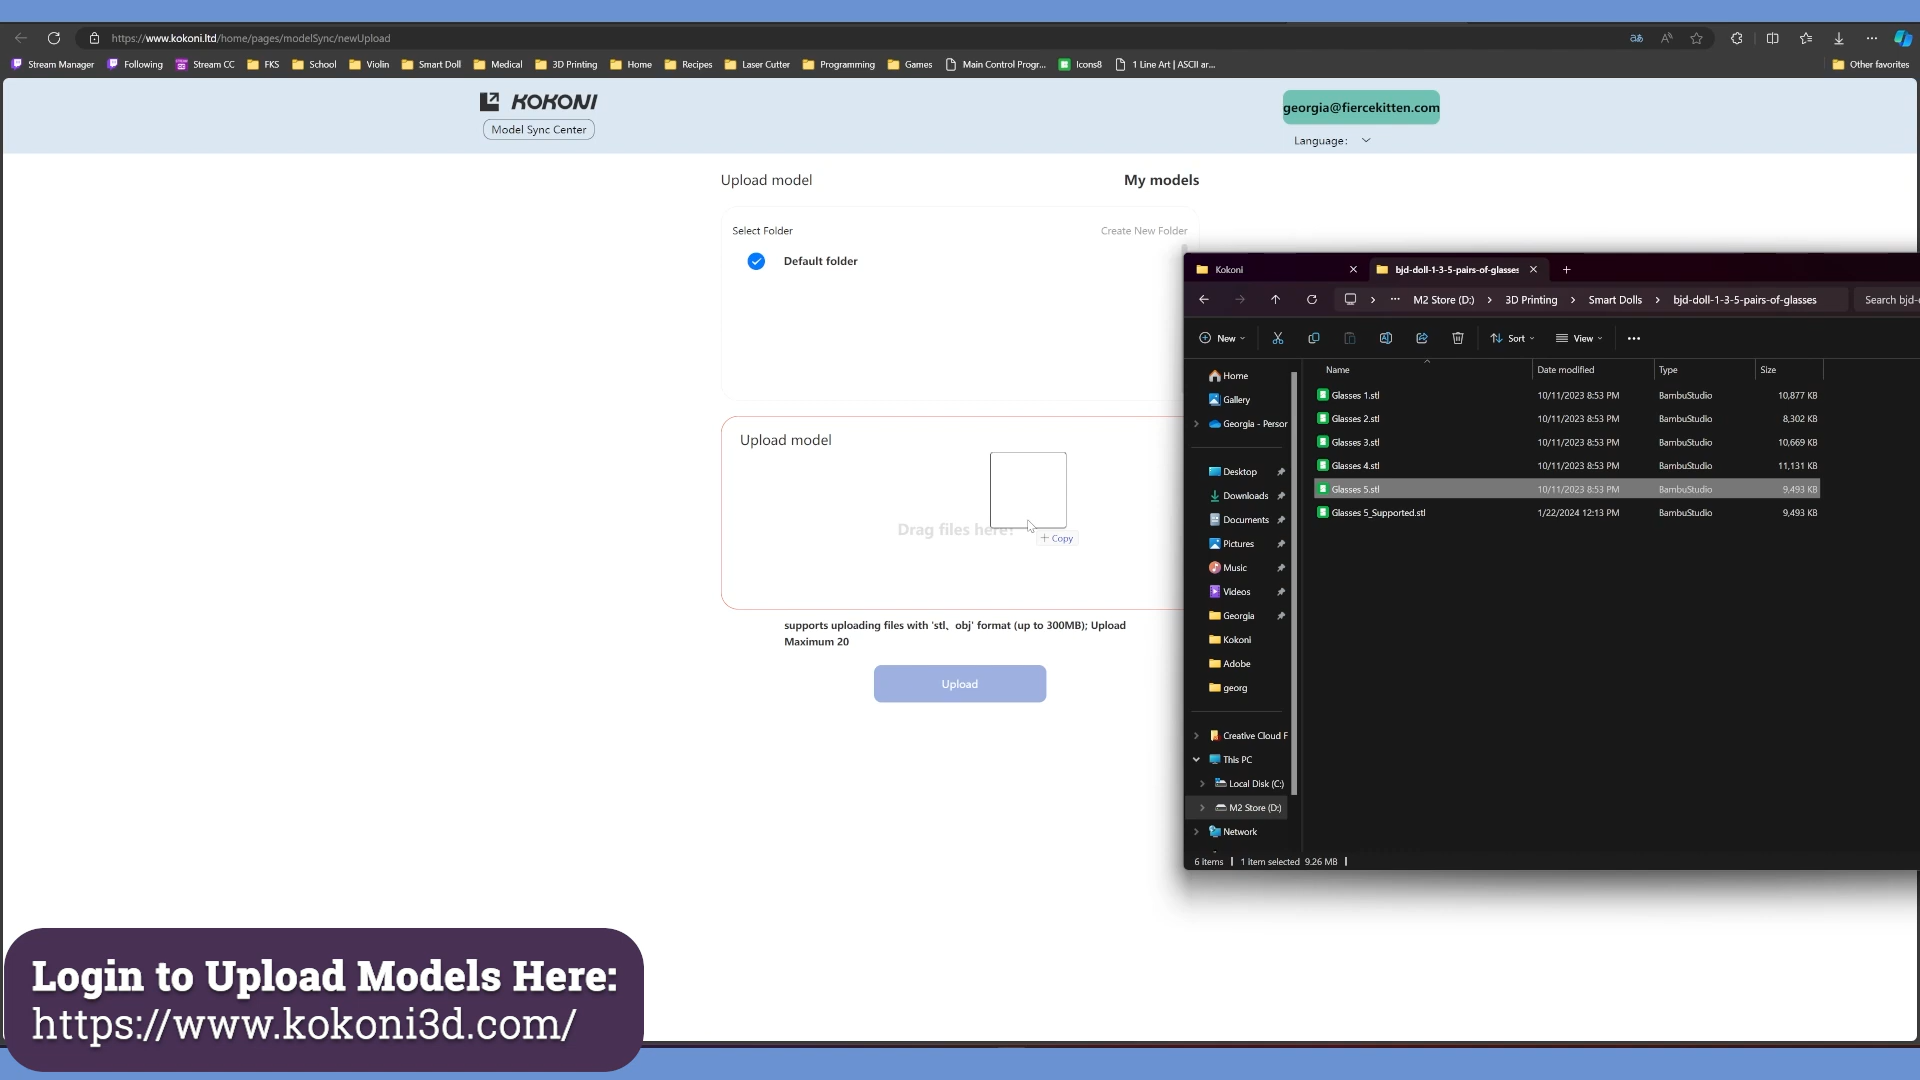 https://www.kokoni.ltd/home/pages/modelSync/newUpload
Stream Manager
Following
Stream CC
FKS
School
Violin
Smart Doll
Medical
3D Printing
Home
Recipes
Laser Cutter
Programming
Games
Main Control Progr...
Icons8
1 Line Art | ASCII ar...
Other favorites
KOKONI
Model Sync Center
georgia@fiercekitten.com
Language:
Upload model
My models
Select Folder
Create New Folder
Default folder
Upload model
Drag files here!
+ Copy
supports uploading files with 'stl、obj' format (up to 300MB); Upload
Maximum 20
Upload
Kokoni
bjd-doll-1-3-5-pairs-of-glasses
M2 Store (D:)
3D Printing
Smart Dolls
bjd-doll-1-3-5-pairs-of-glasses
New
Sort
View
Name
Date modified
Type
Size
Glasses 1.stl 10/11/2023 8:53 PM BambuStudio 10,877 KB
Glasses 2.stl 10/11/2023 8:53 PM BambuStudio 8,302 KB
Glasses 3.stl 10/11/2023 8:53 PM BambuStudio 10,669 KB
Glasses 4.stl 10/11/2023 8:53 PM BambuStudio 11,131 KB
Glasses 5.stl 10/11/2023 8:53 PM BambuStudio 9,493 KB
Glasses 5_Supported.stl 1/22/2024 12:13 PM BambuStudio 9,493 KB
Home
Gallery
Georgia - Person
Desktop
Downloads
Documents
Pictures
Music
Videos
Georgia
Kokoni
Adobe
georg
Creative Cloud F
This PC
Local Disk (C:)
M2 Store (D:)
Network
6 items
1 item selected 9.26 MB
Login to Upload Models Here:
https://www.kokoni3d.com/